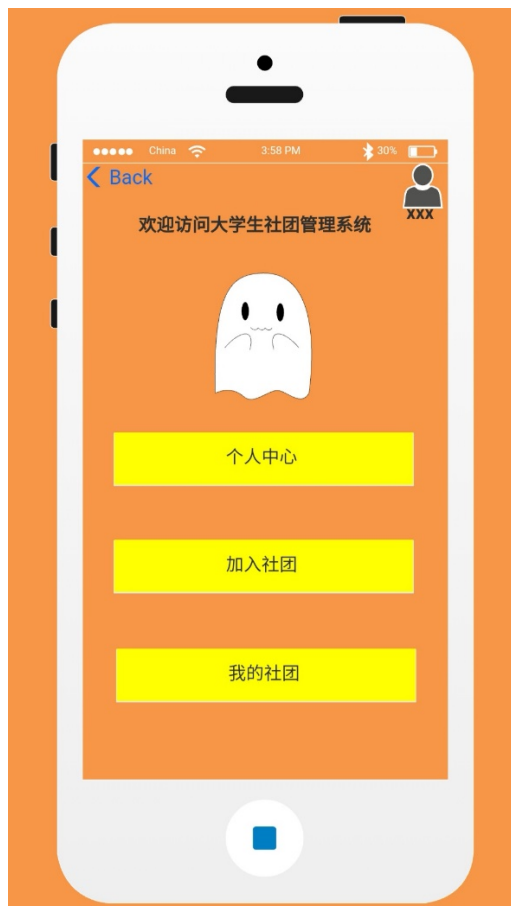 China 3:58 PM 30%
Back
xxx
欢迎访问大学生社团管理系统
个人中心
加入社团
我的社团